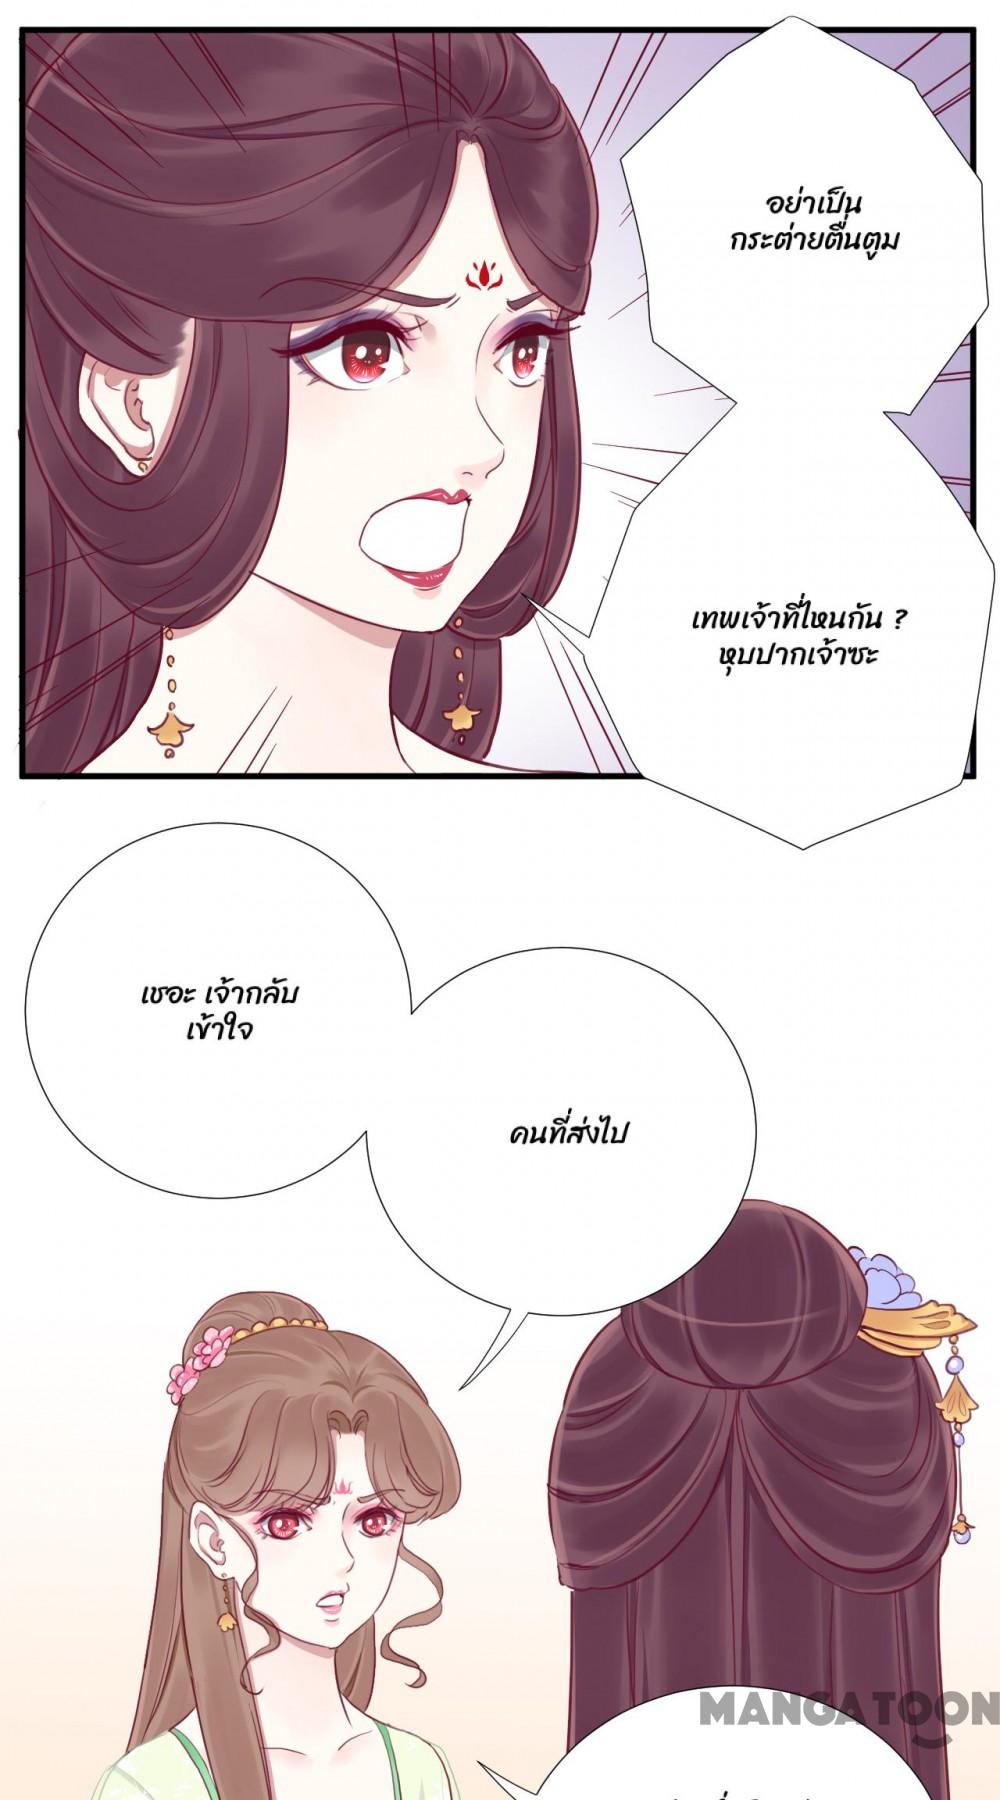 อย่าเป็น
กระต่ายตื่นตูม
เทพเจ้าที่ไหนกัน ?
หุบปากเจ้าซะ
เชอะ เจ้ากลับ
เข้าใจ
คนที่ส่งไป
MANGATOON